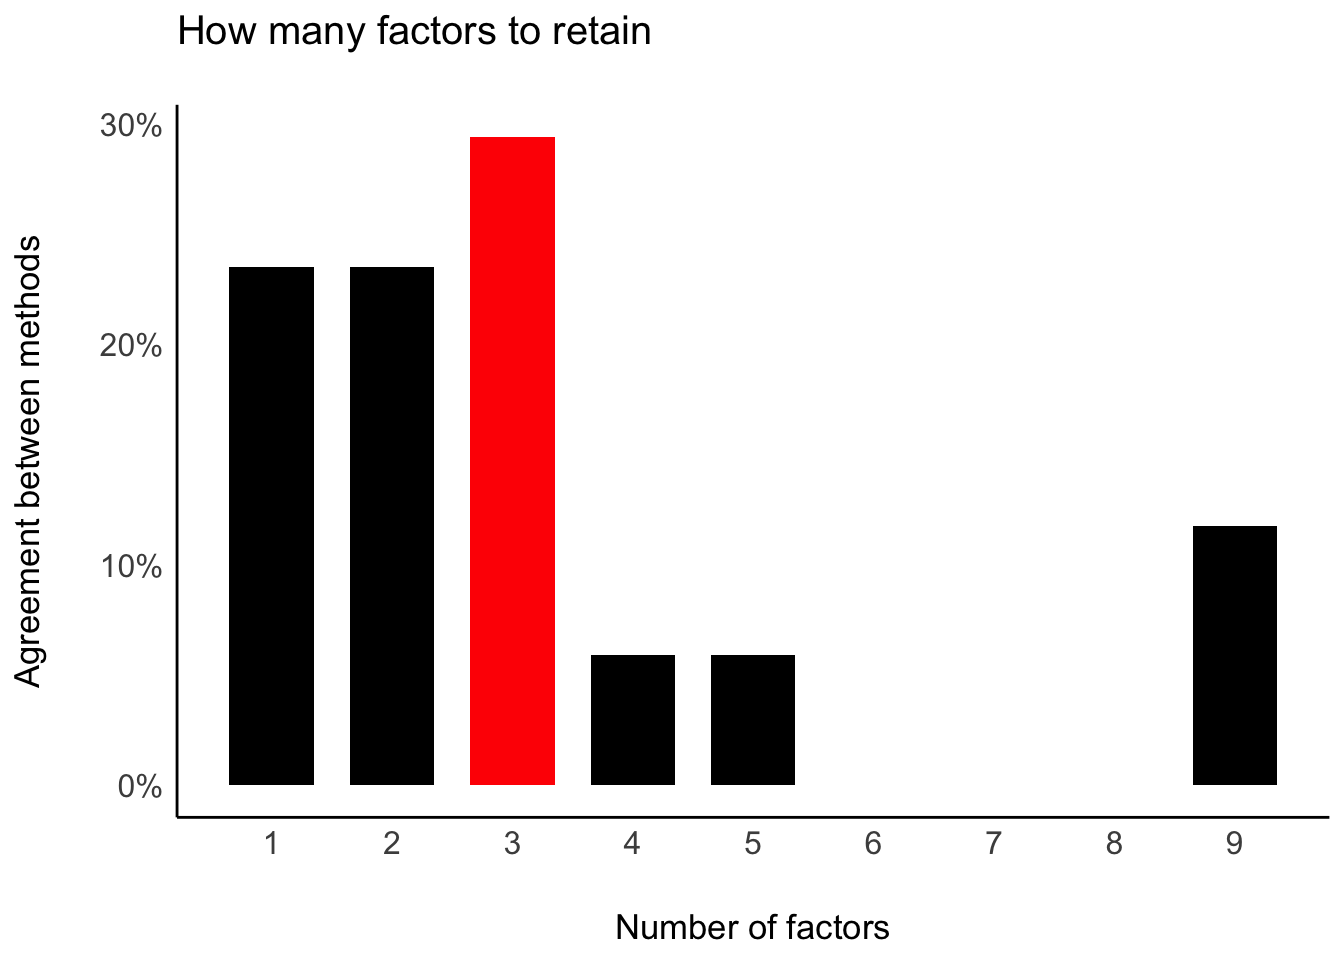 How many factors to retain
30%
20%
10%
0%
Agreement between methods
1 2 3 4 5 6 7 8 9
Number of factors